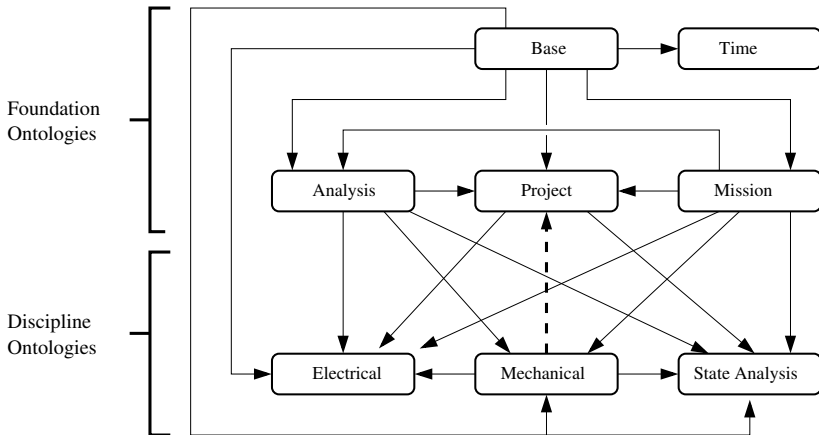 Base
Time
Foundation
Ontologies
Analysis
Project
Mission
Discipline
Ontologies
Electrical
Mechanical
State Analysis